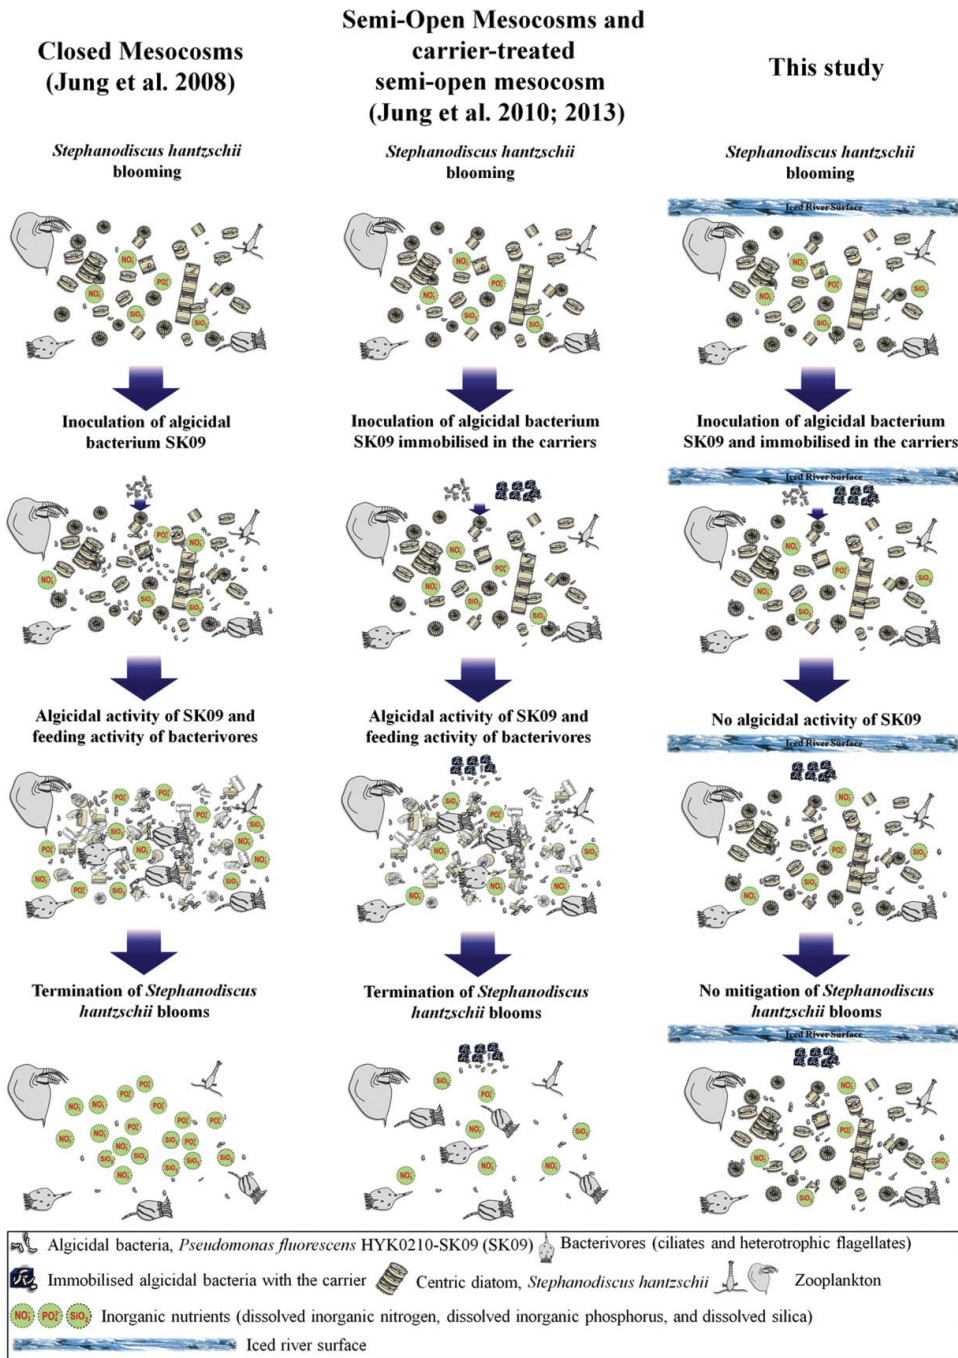 Closed Mesocosms
(Jung et al. 2008)
Semi-Open Mesocosms and
carrier-treated
semi-open mesocosm
(Jung et al. 2010; 2013)
This study
Stephanodiscus hantzschii
blooming
Stephanodiscus hantzschii
blooming
Stephanodiscus hantzschii
blooming
Iced River Surface
Inoculation of algicidal
bacterium SK09
Inoculation of algicidal bacterium
SK09 immobilised in the carriers
Inoculation of algicidal bacterium
SK09 and immobilised in the carriers
Iced River Surface
Algicidal activity of SK09 and
feeding activity of bacterivores
Algicidal activity of SK09 and
feeding activity of bacterivores
No algicidal activity of SK09
Iced River Surface
Termination of Stephanodiscus
hantzschii blooms
Termination of Stephanodiscus
hantzschii blooms
No mitigation of Stephanodiscus
hantzschii blooms
Iced River Surface
Algicidal bacteria, Pseudomonas fluorescens HYK0210-SK09 (SK09)
Bacterivores (ciliates and heterotrophic flagellates)
Immobilised algicidal bacteria with the carrier
Centric diatom, Stephanodiscus hantzschii
Zooplankton
Inorganic nutrients (dissolved inorganic nitrogen, dissolved inorganic phosphorus, and dissolved silica)
Iced river surface